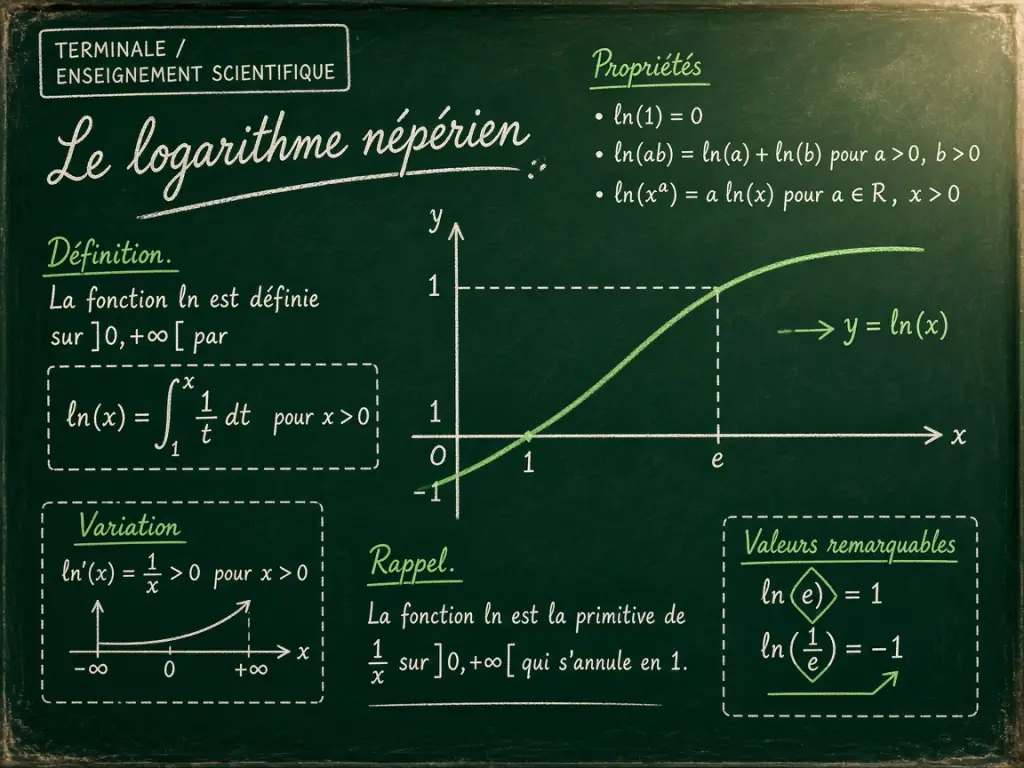 TERMINALE /
ENSEIGNEMENT SCIENTIFIQUE
Le logarithme népérien
Définition.
La fonction ln est définie
sur ]0,+∞[ par
ln(x) = ∫₁ˣ 1/t dt pour x > 0
Propriétés
• ln(1) = 0
• ln(ab) = ln(a) + ln(b) pour a > 0, b > 0
• ln(xᵃ) = a ln(x) pour a ∈ R, x > 0
y
1
y = ln(x)
1
x
0
1
e
-1
Variation
ln'(x) = 1/x > 0 pour x > 0
x
-∞ 0 +∞
Rappel.
La fonction ln est la primitive de
1/x sur ]0,+∞[ qui s'annule en 1.
Valeurs remarquables
ln e) = 1
ln(1/e) = -1